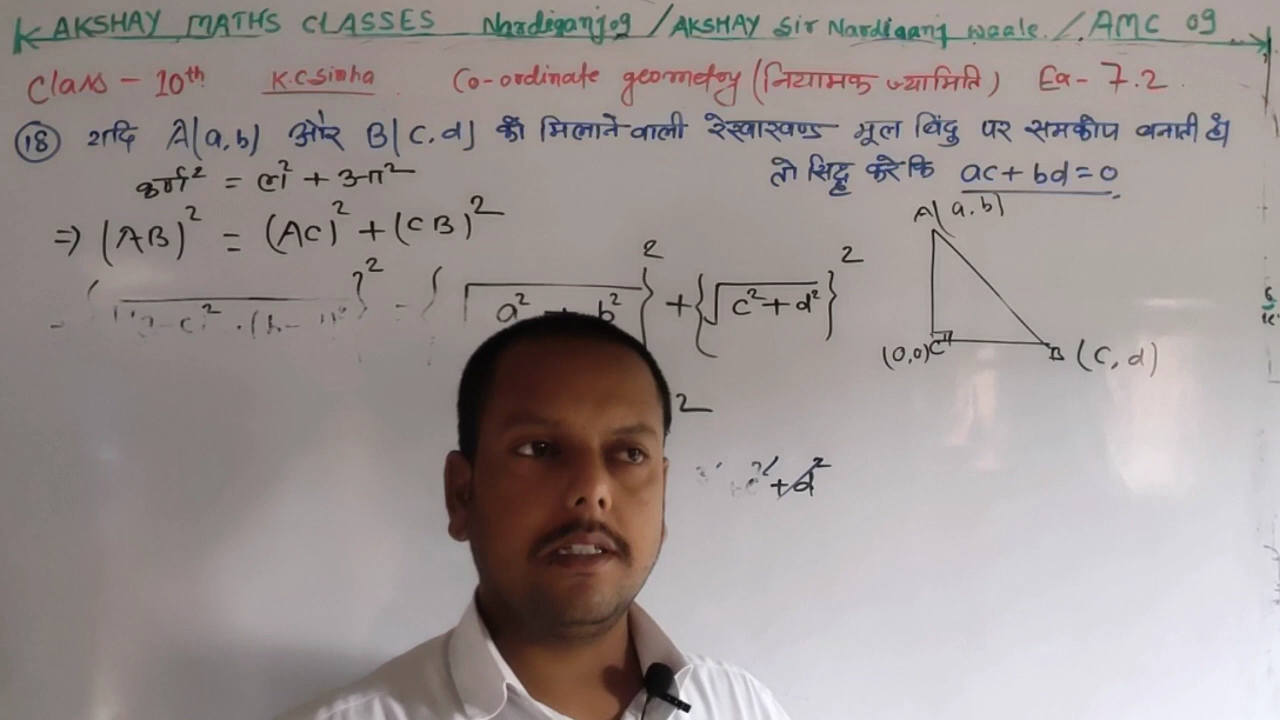 AKSHAY MATHS CLASSES Nardiganj 09 / AKSHAY Sir Nardiganj waale. / AMC 09
Class - 10th K.C.Sinha Co-ordinate geometry (नियामक ज्यामिति) Ex- 7.2.
(18) यदि A(a,b) और B(c,d) को मिलाने वाली रेखाखण्ड मूल बिंदु पर समकोण बनाती है।
तो सिद्ध करे कि ac + bd = 0
कर्ण² = लं² + आ²
A(a,b)
⇒ (AB)² = (AC)² + (CB)²
= {√a² + b²}² + {√c² + d²}²
(0,0) C B (C, d)
2
+ d²